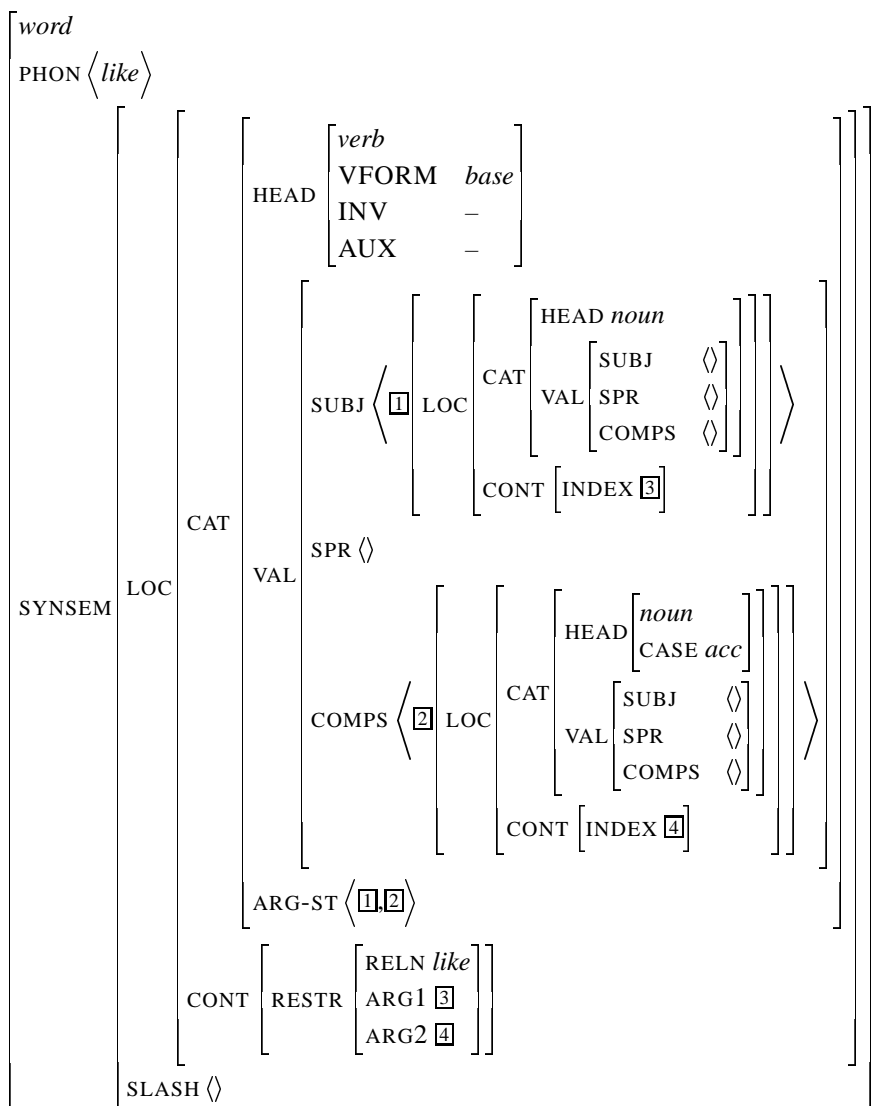 word
PHON ⟨like⟩
HEAD
verb
VFORM base
INV –
AUX –
SUBJ ⟨ 1
LOC
CAT
HEAD noun
VAL
SUBJ ⟨⟩
SPR ⟨⟩
COMPS ⟨⟩
CONT [INDEX 3]
SPR ⟨⟩
COMPS ⟨ 2
LOC
CAT
HEAD
noun
CASE acc
VAL
SUBJ ⟨⟩
SPR ⟨⟩
COMPS ⟨⟩
CONT [INDEX 4]
VAL
CAT
ARG-ST ⟨1,2⟩
SYNSEM
LOC
CONT
RESTR
RELN like
ARG1 3
ARG2 4
SLASH ⟨⟩